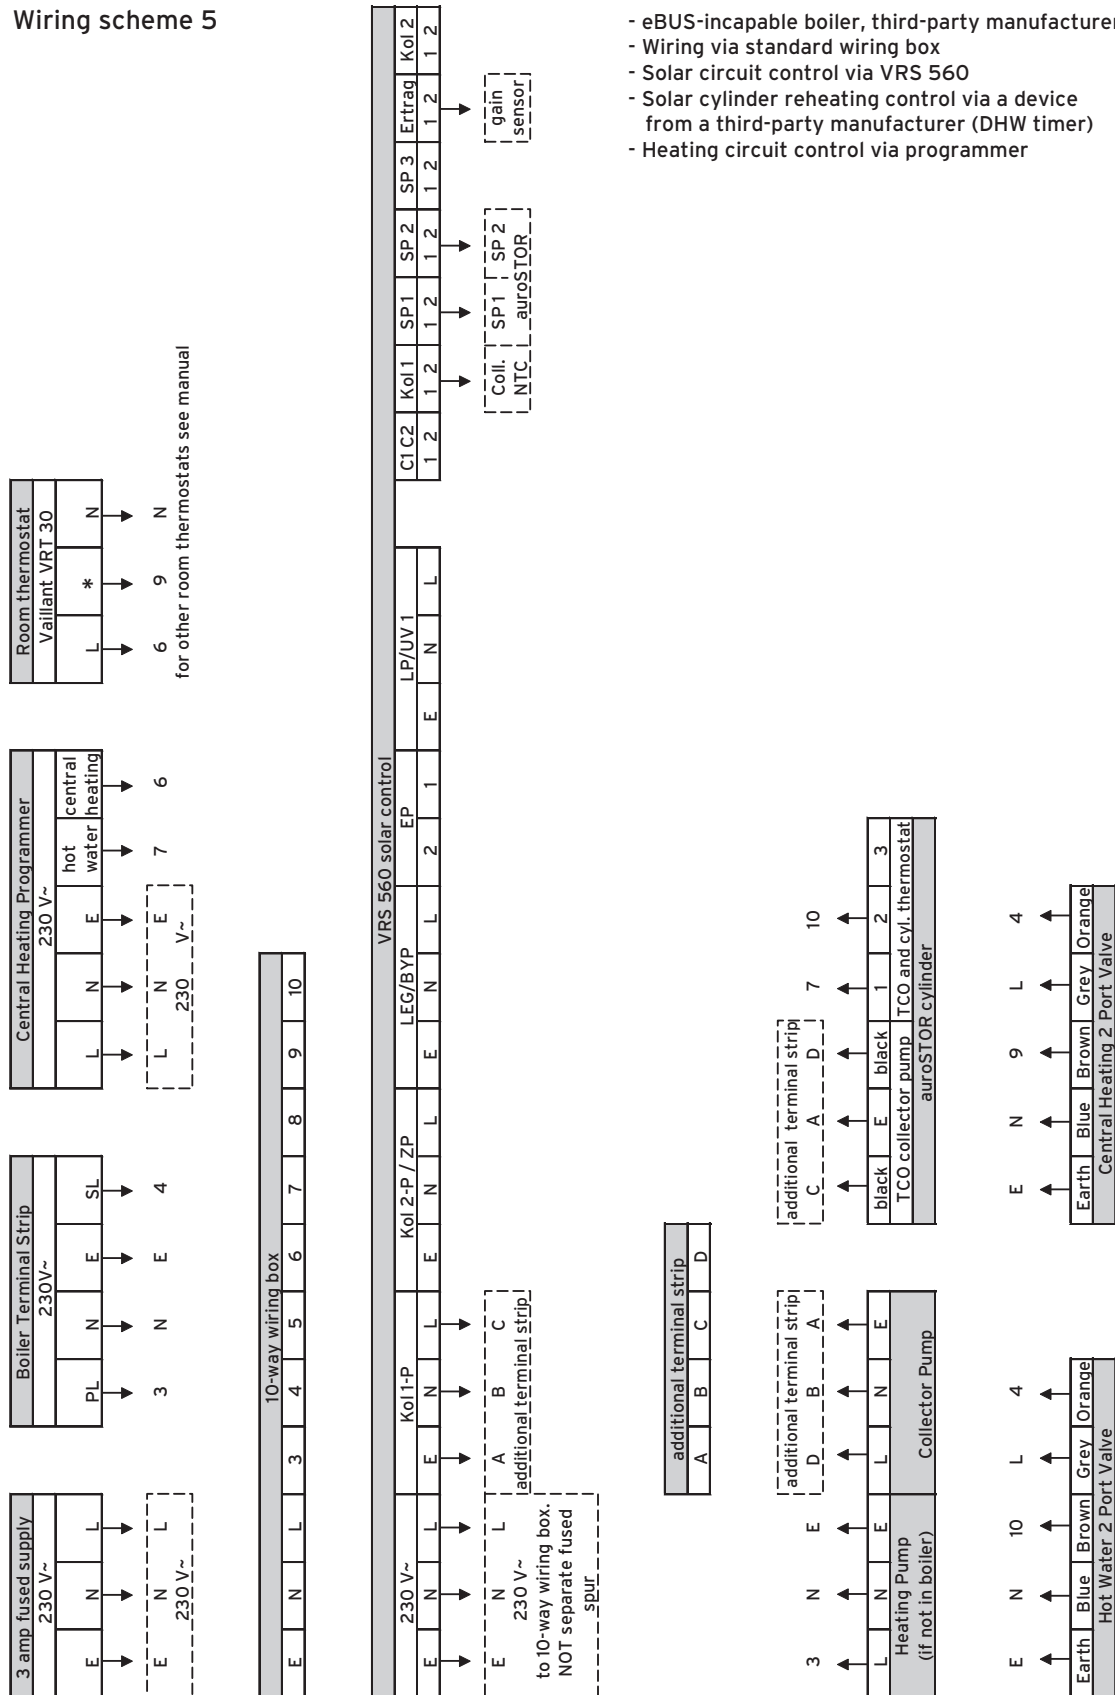 Wiring scheme 5
- eBUS-incapable boiler, third-party manufacturer
- Wiring via standard wiring box
- Solar circuit control via VRS 560
- Solar cylinder reheating control via a device
from a third-party manufacturer (DHW timer)
- Heating circuit control via programmer
3 amp fused supply
230 V~
E N L
E N L
230 V~
Boiler Terminal Strip
230V~
PL N E SL
3 N E 4
Central Heating Programmer
230 V~
L N E hot water central heating
L N E 7 6
230 V~
Room thermostat
Vaillant VRT 30
L * N
6 9 N
for other room thermostats see manual
10-way wiring box
E N L 3 4 5 6 7 8 9 10
VRS 560 solar control
230 V~ Kol1-P Kol 2-P / ZP LEG/BYP EP LP/UV 1 C1 C2 Kol 1 SP1 SP 2 SP 3 Ertrag Kol 2
E N L E N L E N L E N L 2 1 E N L 1 2 1 2 1 2 1 2 1 2 1 2 1 2
E N L
230 V~
to 10-way wiring box.
NOT separate fused
spur
A B C
additional terminal strip
Coll.
NTC
SP1 SP 2
auroSTOR
gain
sensor
additional terminal strip
A B C D
3 N E
L N E
Heating Pump
(if not in boiler)
additional terminal strip
D B A
L N E
Collector Pump
additional terminal strip
C A D
7 10
black E black 1 2 3
TCO collector pump TCO and cyl. thermostat
auroSTOR cylinder
E N 10 L 4
Earth Blue Brown Grey Orange
Hot Water 2 Port Valve
E N 9 L 4
Earth Blue Brown Grey Orange
Central Heating 2 Port Valve